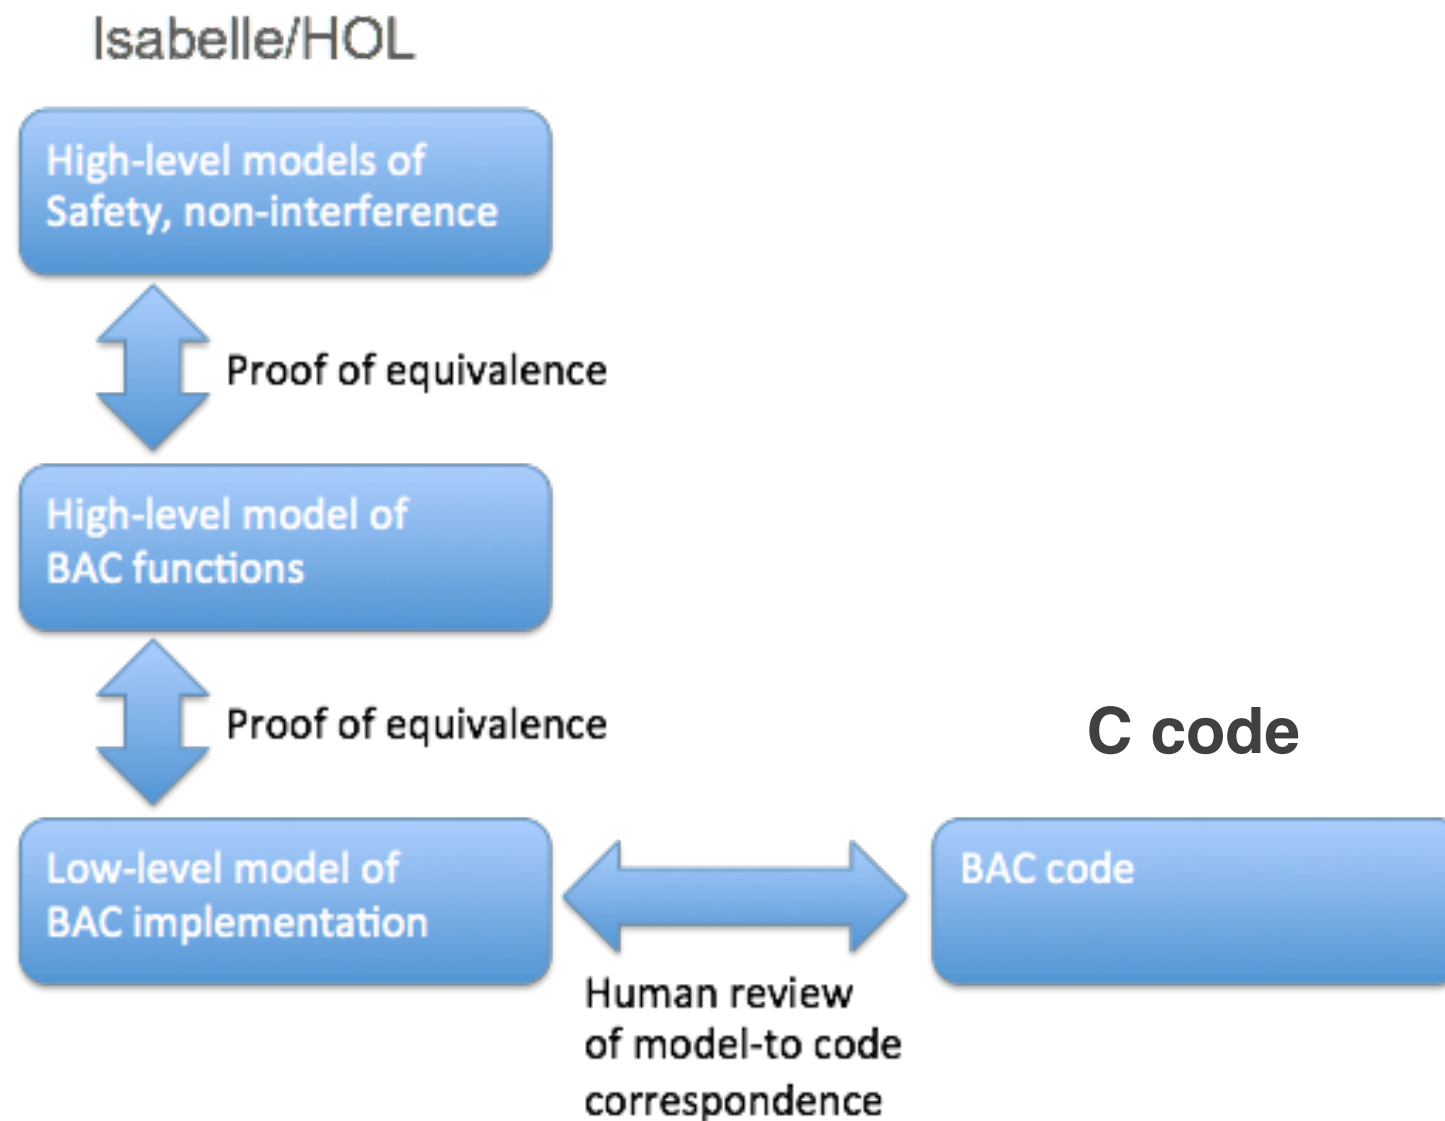 Isabelle/HOL
High-level models of
Safety, non-interference
Proof of equivalence
High-level model of
BAC functions
Proof of equivalence
C code
Low-level model of
BAC implementation
BAC code
Human review
of model-to code
correspondence